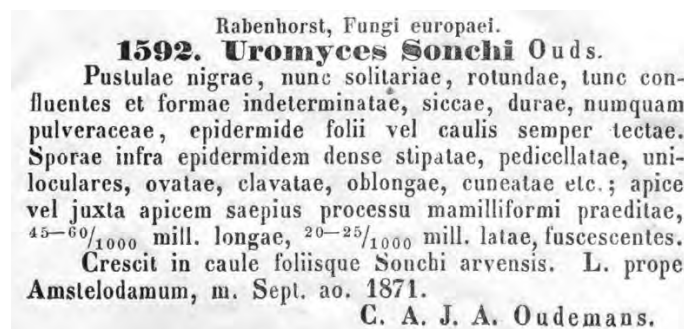 Rabenhorst, Fungi europaei.
1592. Uromyces Sonchi Ouds.
Pustulae nigrae, nunc solitariae, rotundae, tunc con-
fluentes et formae indeterminatae, siccae, durae, numquam
pulveraceae, epidermide folii vel caulis semper tectae.
Sporae infra epidermidem dense stipatae, pedicellatae, uni-
loculares, ovatae, clavatae, oblongae, cuneatae etc.; apice
vel juxta apicem saepius processu mamilliformi praeditae,
45—60/1000 mill. longae, 20—25/1000 mill. latae, fuscescentes.
Crescit in caule foliisque Sonchi arvensis. L. prope
Amstelodamum, m. Sept. ao. 1871.
C. A. J. A. Oudemans.